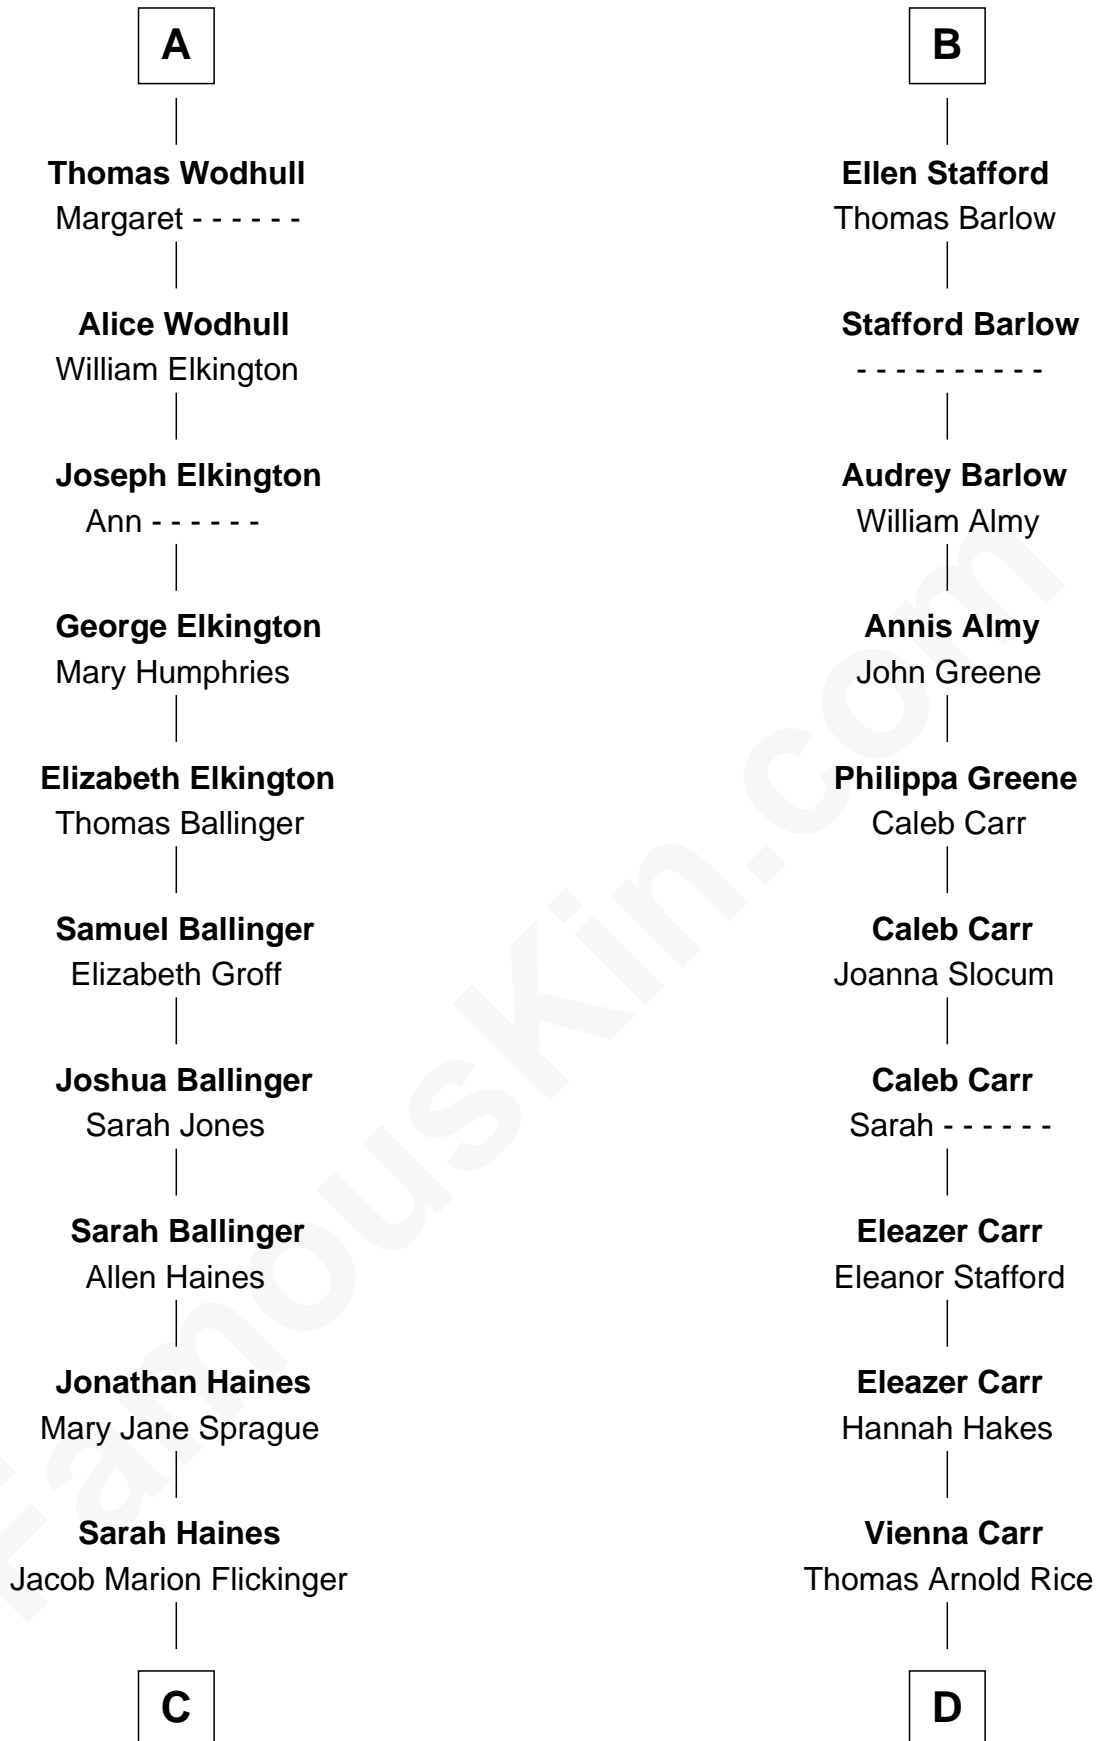 A
Thomas Wodhull
Margaret - - - - - -
Alice Wodhull
William Elkington
Joseph Elkington
Ann - - - - - -
George Elkington
Mary Humphries
Elizabeth Elkington
Thomas Ballinger
Samuel Ballinger
Elizabeth Groff
Joshua Ballinger
Sarah Jones
Sarah Ballinger
Allen Haines
Jonathan Haines
Mary Jane Sprague
Sarah Haines
Jacob Marion Flickinger
C
B
Ellen Stafford
Thomas Barlow
Stafford Barlow
- - - - - - - - - -
Audrey Barlow
William Almy
Annis Almy
John Greene
Philippa Greene
Caleb Carr
Caleb Carr
Joanna Slocum
Caleb Carr
Sarah - - - - - -
Eleazer Carr
Eleanor Stafford
Eleazer Carr
Hannah Hakes
Vienna Carr
Thomas Arnold Rice
D
FamousKin.com